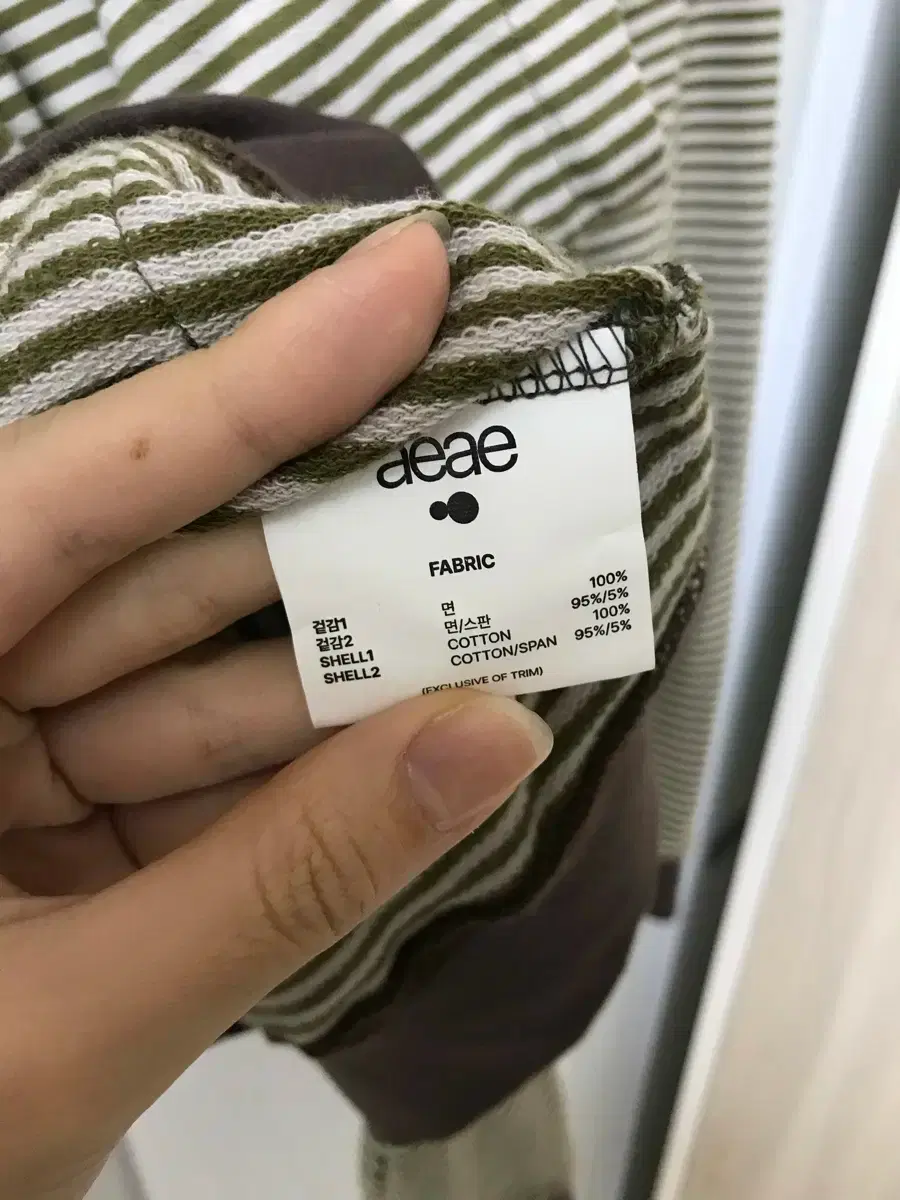 aeae
FABRIC
겉감1 면 100%
겉감2 면/스판 95%/5%
SHELL1 COTTON 100%
SHELL2 COTTON/SPAN 95%/5%
(EXCLUSIVE OF TRIM)